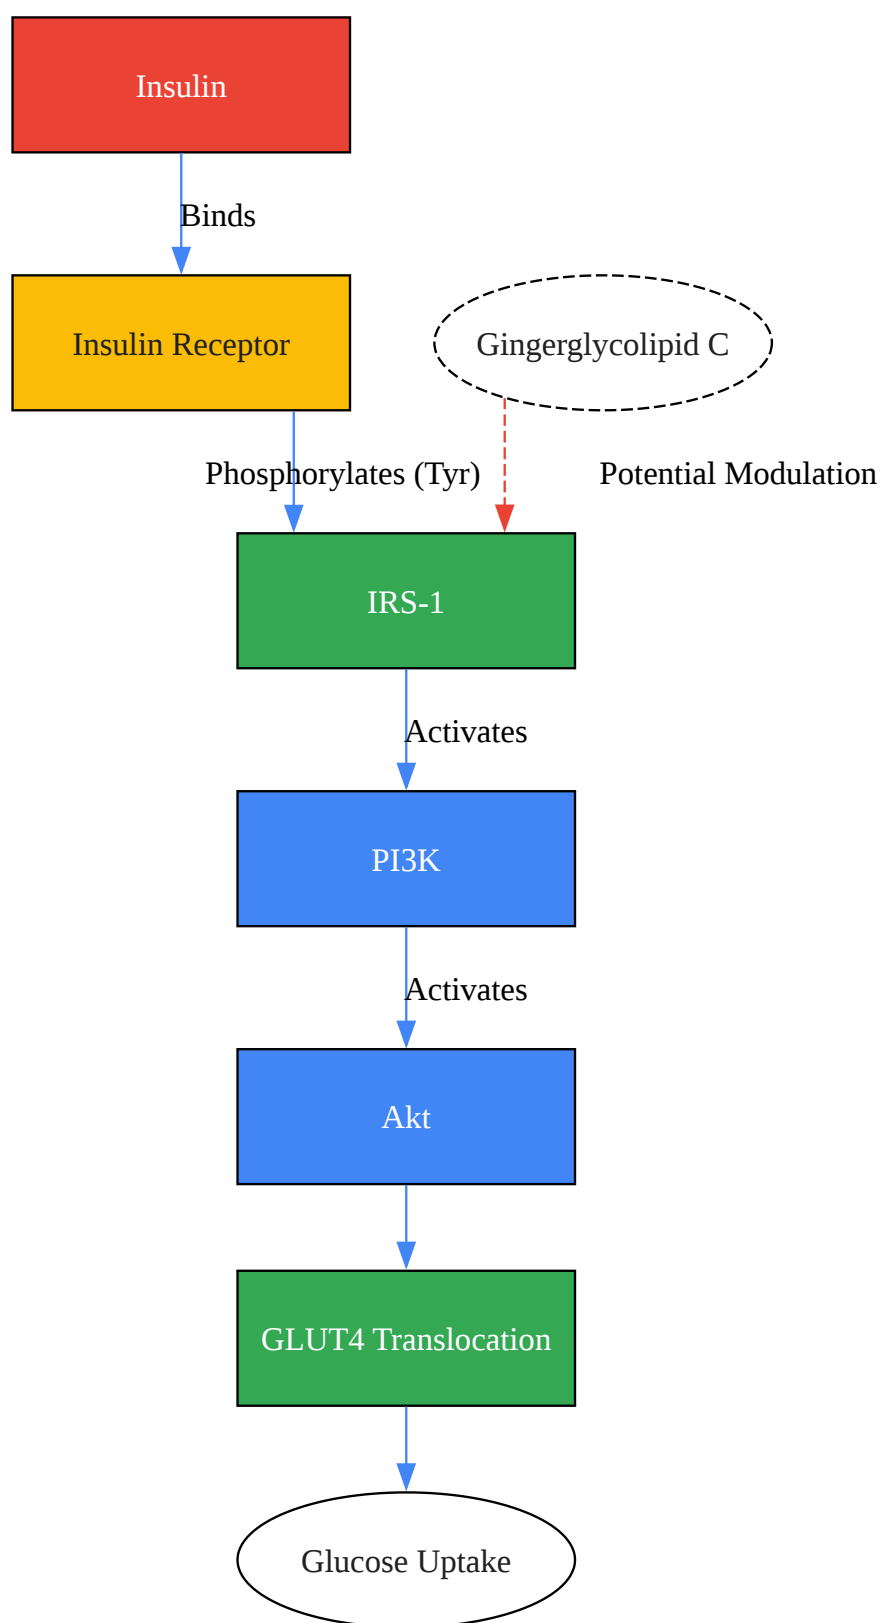 Insulin
Binds
Insulin Receptor
Gingerglycolipid C
Phosphorylates (Tyr)
Potential Modulation
IRS-1
Activates
PI3K
Activates
Akt
GLUT4 Translocation
Glucose Uptake